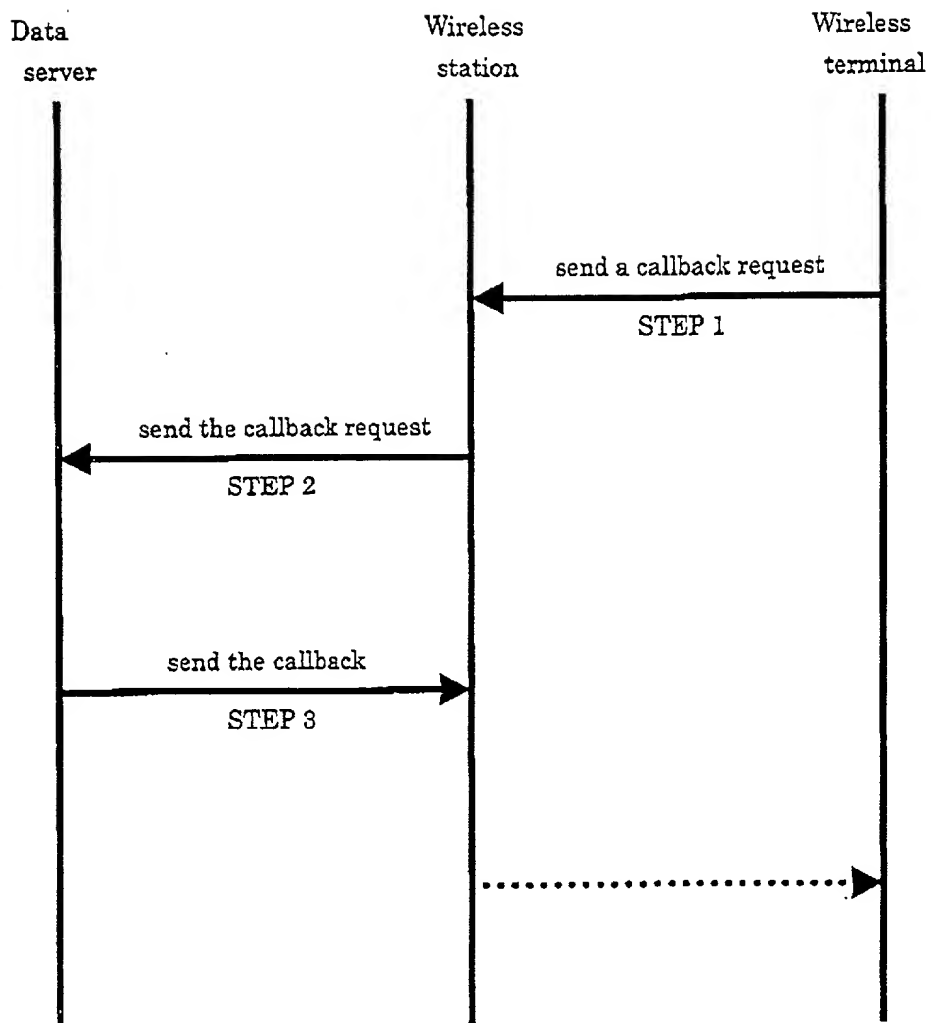 Data
server
Wireless
station
Wireless
terminal
send a callback request
STEP 1
send the callback request
STEP 2
send the callback
STEP 3